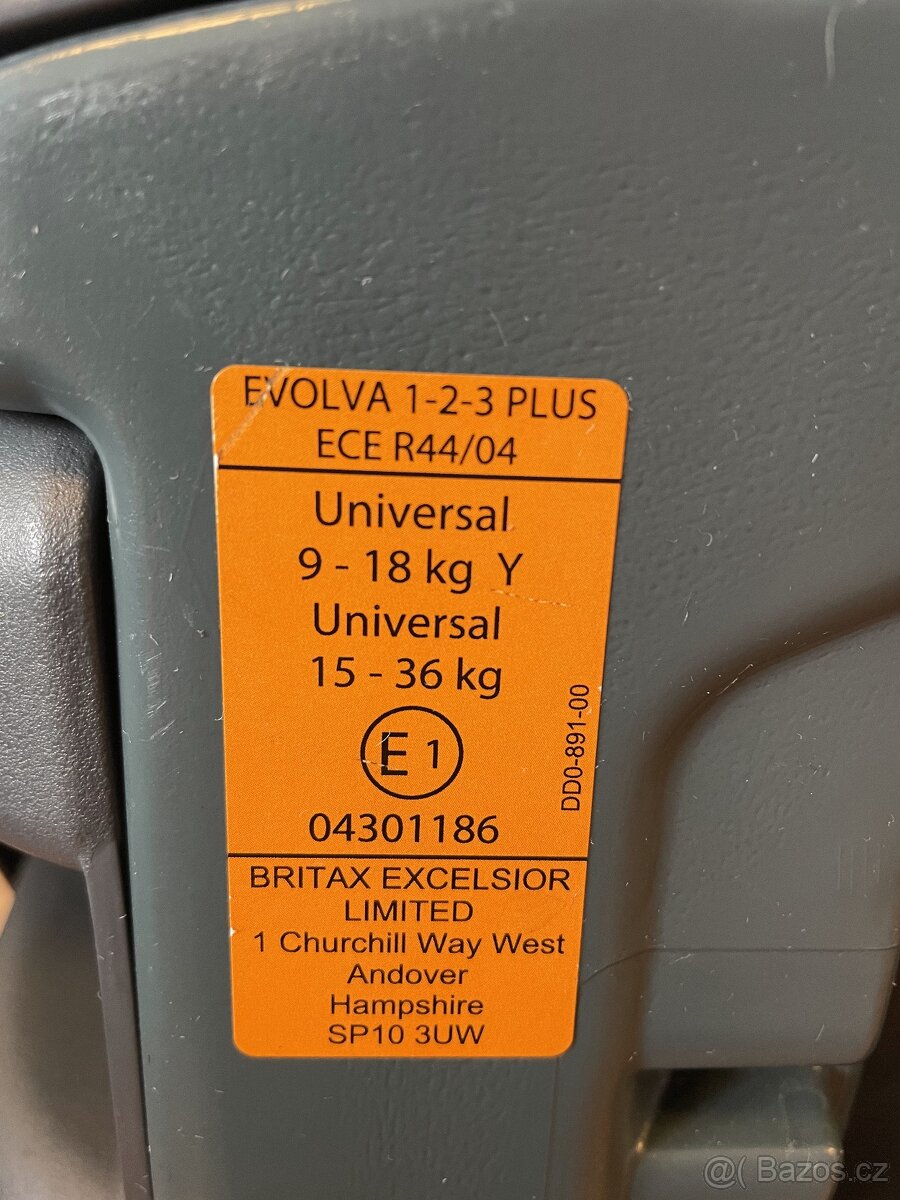 EVOLVA 1-2-3 PLUS
ECE R44/04
Universal
9 - 18 kg Y
Universal
15 - 36 kg
E 1
04301186
DD0-891-00
BRITAX EXCELSIOR
LIMITED
1 Churchill Way West
Andover
Hampshire
SP10 3UW
@( Bazos.cz